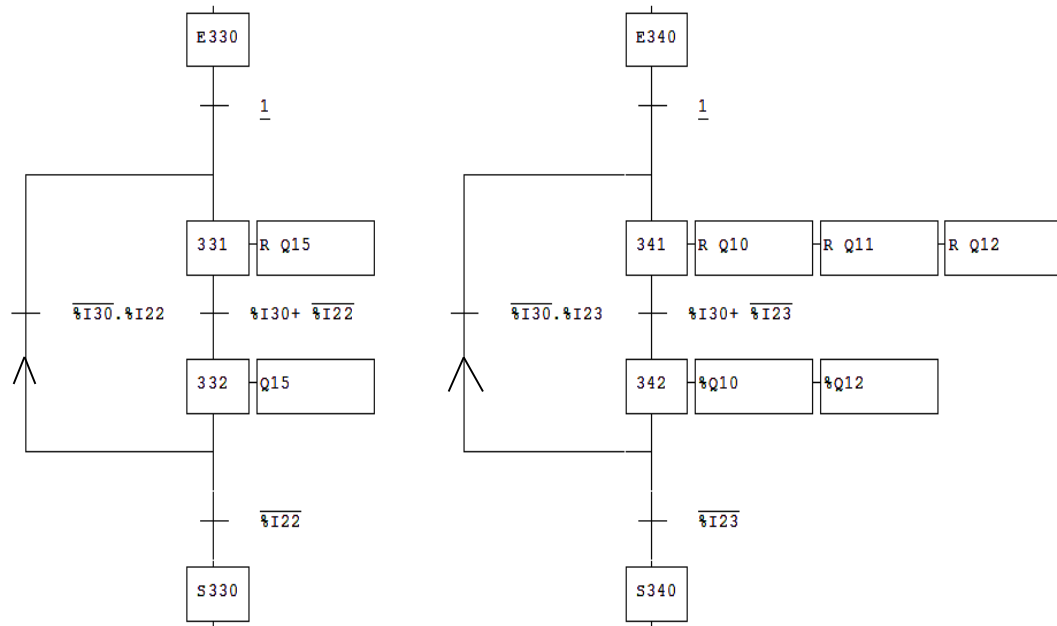 E330
1
331 R Q15
%I30.%I22
%I30+ %I22
332 Q15
%I22
S330
E340
1
341 R Q10 R Q11 R Q12
%I30.%I23
%I30+ %I23
342 %Q10 %Q12
%I23
S340